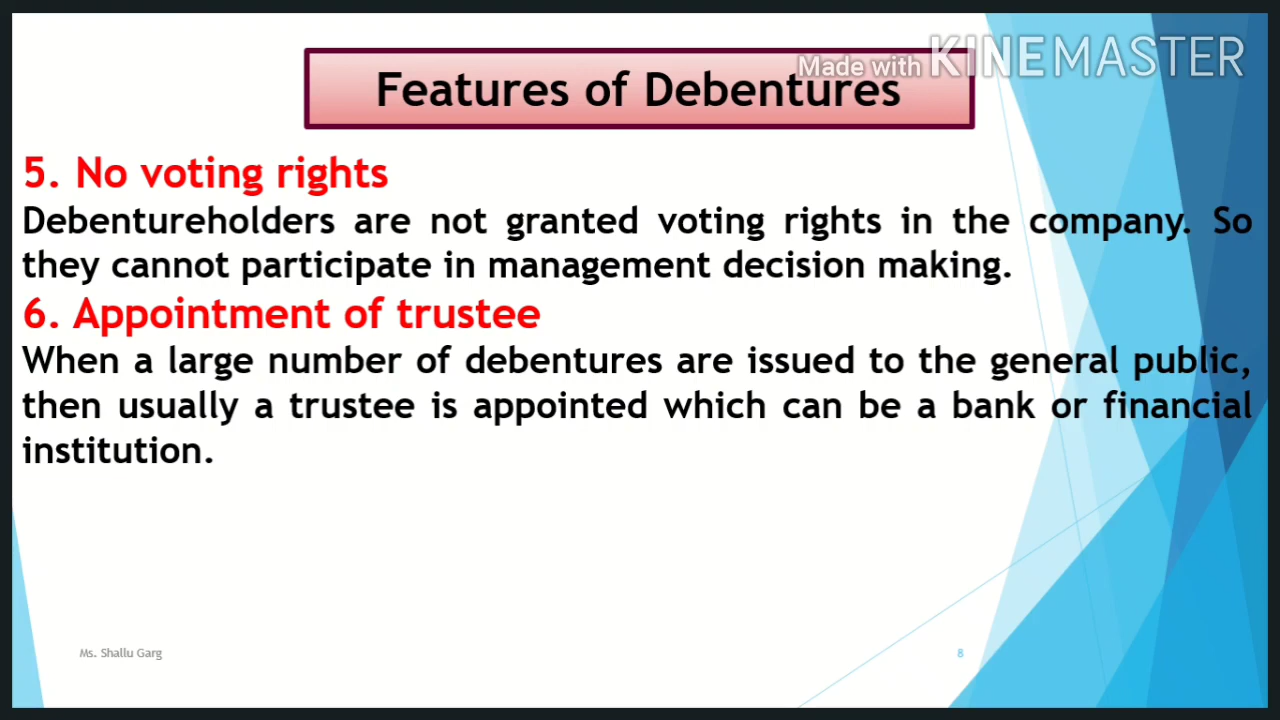 Made with KINEMASTER
Features of Debentures
5. No voting rights
Debentureholders are not granted voting rights in the company. So
they cannot participate in management decision making.
6. Appointment of trustee
When a large number of debentures are issued to the general public,
then usually a trustee is appointed which can be a bank or financial
institution.
Ms. Shallu Garg
8